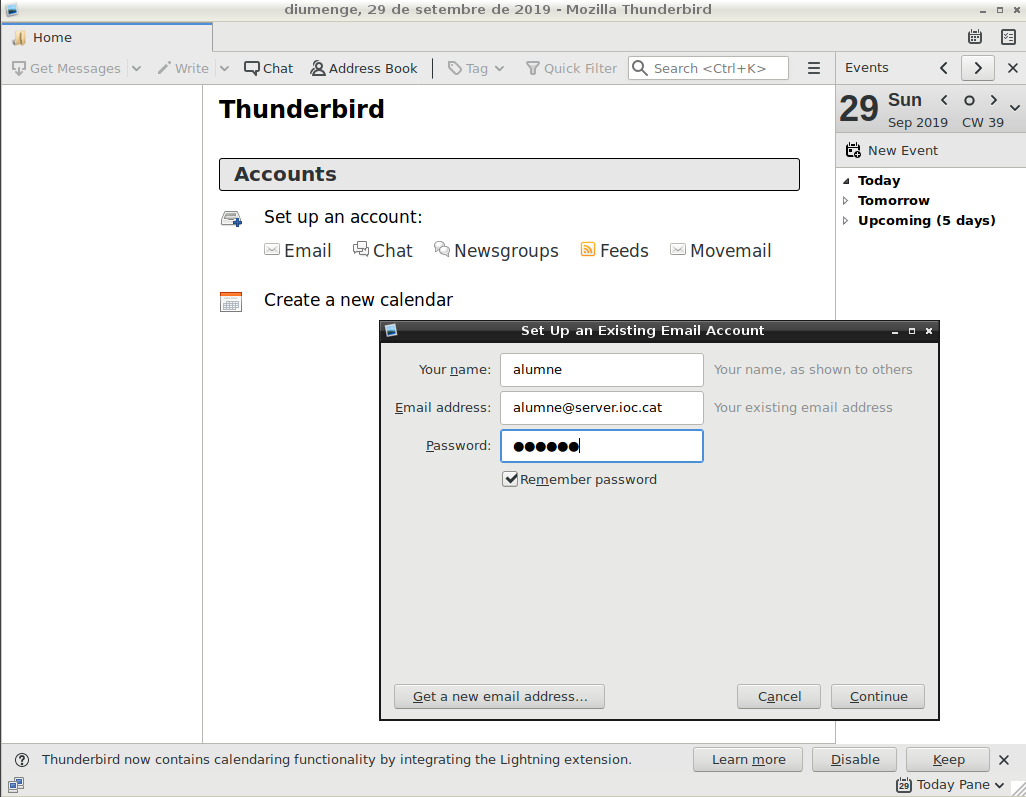 diumenge, 29 de setembre de 2019 - Mozilla Thunderbird
Home
Get Messages Write Chat Address Book Tag Quick Filter Search <Ctrl+K>
Events
29 Sun
Sep 2019 CW 39
New Event
Today
Tomorrow
Upcoming (5 days)
Thunderbird
Accounts
Set up an account:
Email Chat Newsgroups Feeds Movemail
Create a new calendar
Set Up an Existing Email Account
Your name: alumne Your name, as shown to others
Email address: alumne@server.ioc.cat Your existing email address
Password: ●●●●●●
Remember password
Get a new email address... Cancel Continue
Thunderbird now contains calendaring functionality by integrating the Lightning extension. Learn more Disable Keep
29 Today Pane